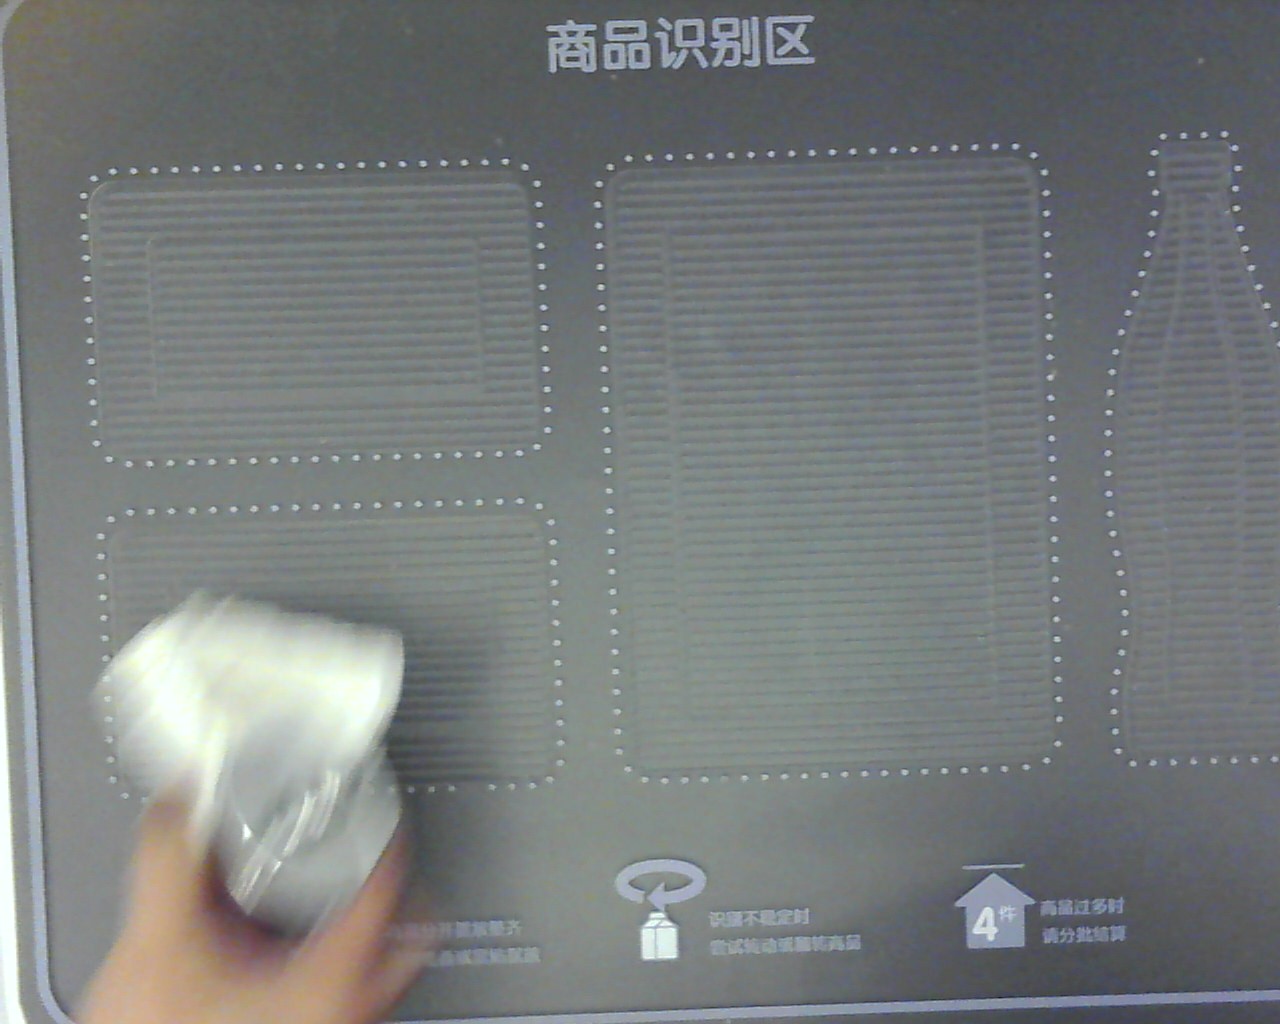 商品识别区
识别不稳定时
尝试转动或翻转商品
4件
商品过多时
请分批结算